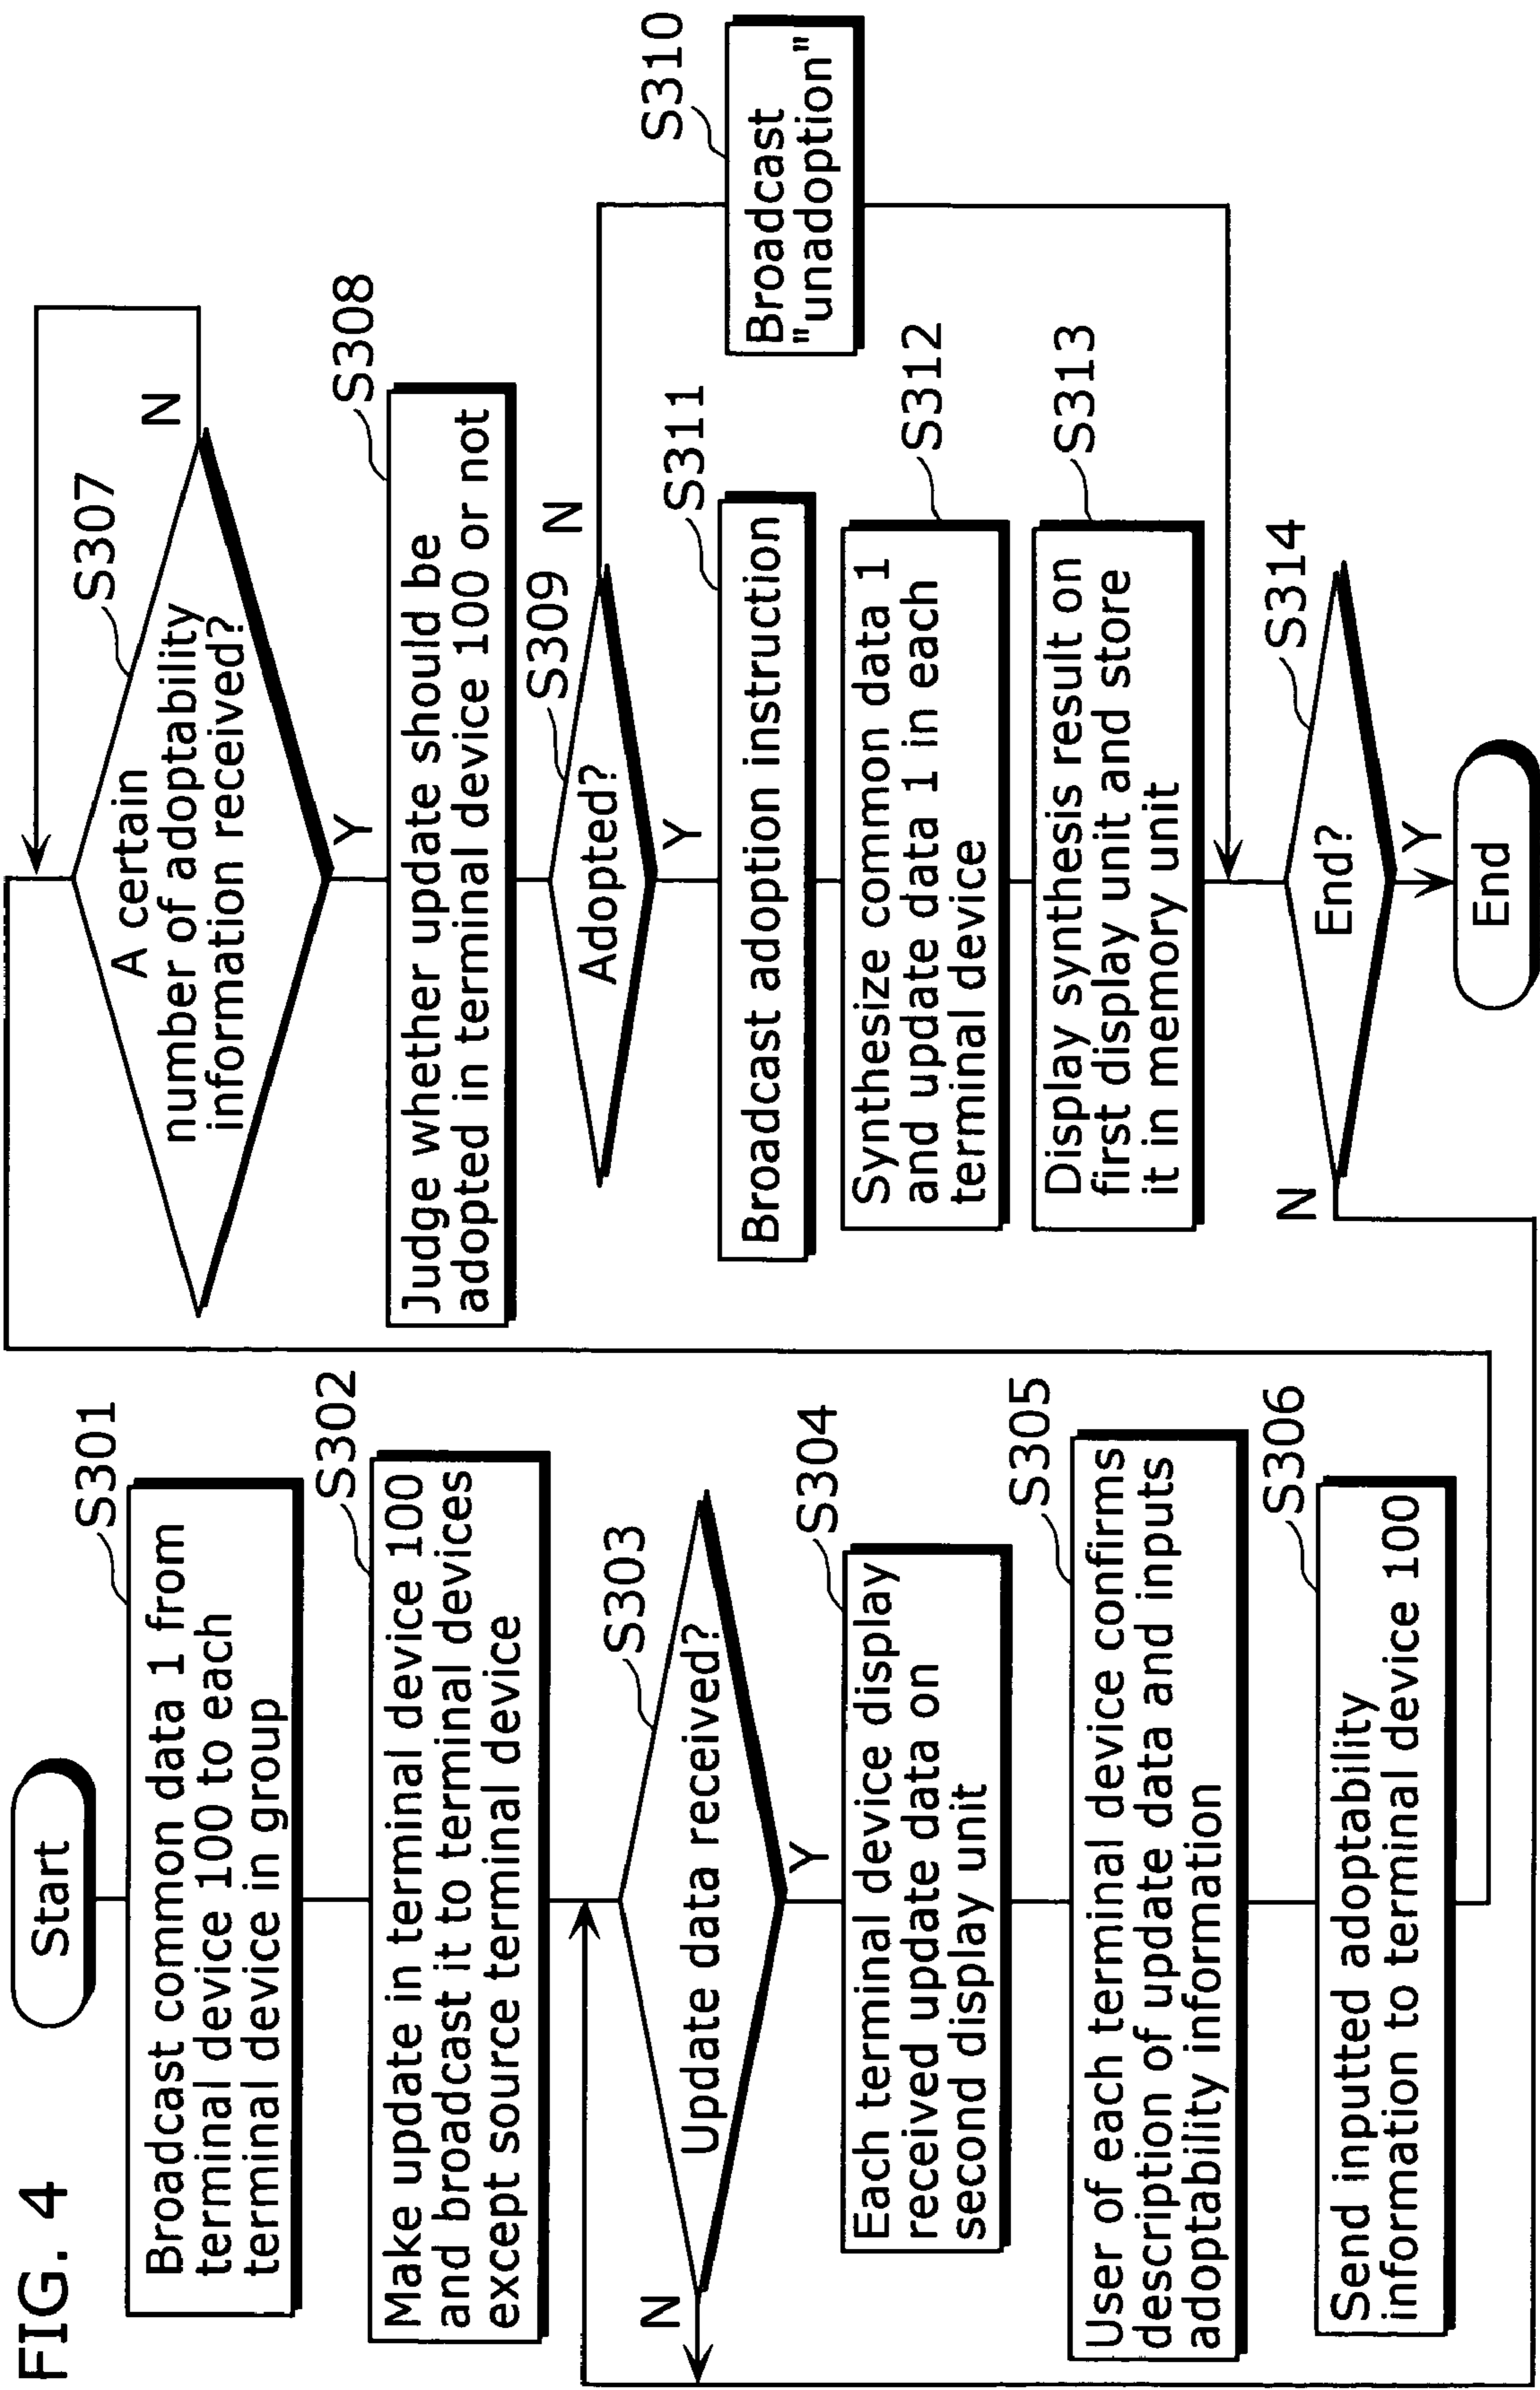 FIG. 4
Start
S301
Broadcast common data 1 from
terminal device 100 to each
terminal device in group
S302
Make update in terminal device 100
and broadcast it to terminal devices
except source terminal device
S303
Update data received?
N
Y
S304
Each terminal device display
received update data on
second display unit
S305
User of each terminal device confirms
description of update data and inputs
adoptability information
S306
Send inputted adoptability
information to terminal device 100
S307
A certain
number of adoptability
information received?
N
Y
S308
Judge whether update should be
adopted in terminal device 100 or not
S309
Adopted?
N
Y
S310
Broadcast
"unadoption"
S311
Broadcast adoption instruction
S312
Synthesize common data 1
and update data 1 in each
terminal device
S313
Display synthesis result on
first display unit and store
it in memory unit
S314
End?
N
Y
End